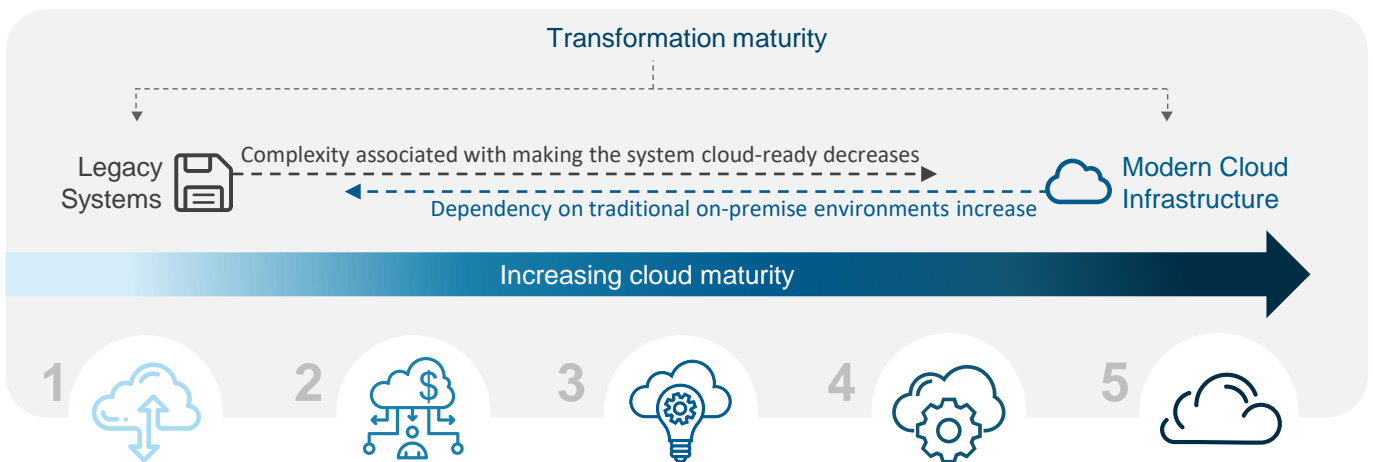 Transformation maturity
Legacy
Systems
Complexity associated with making the system cloud-ready decreases
Dependency on traditional on-premise environments increase
Modern Cloud
Infrastructure
Increasing cloud maturity
1
2
$
3
4
5